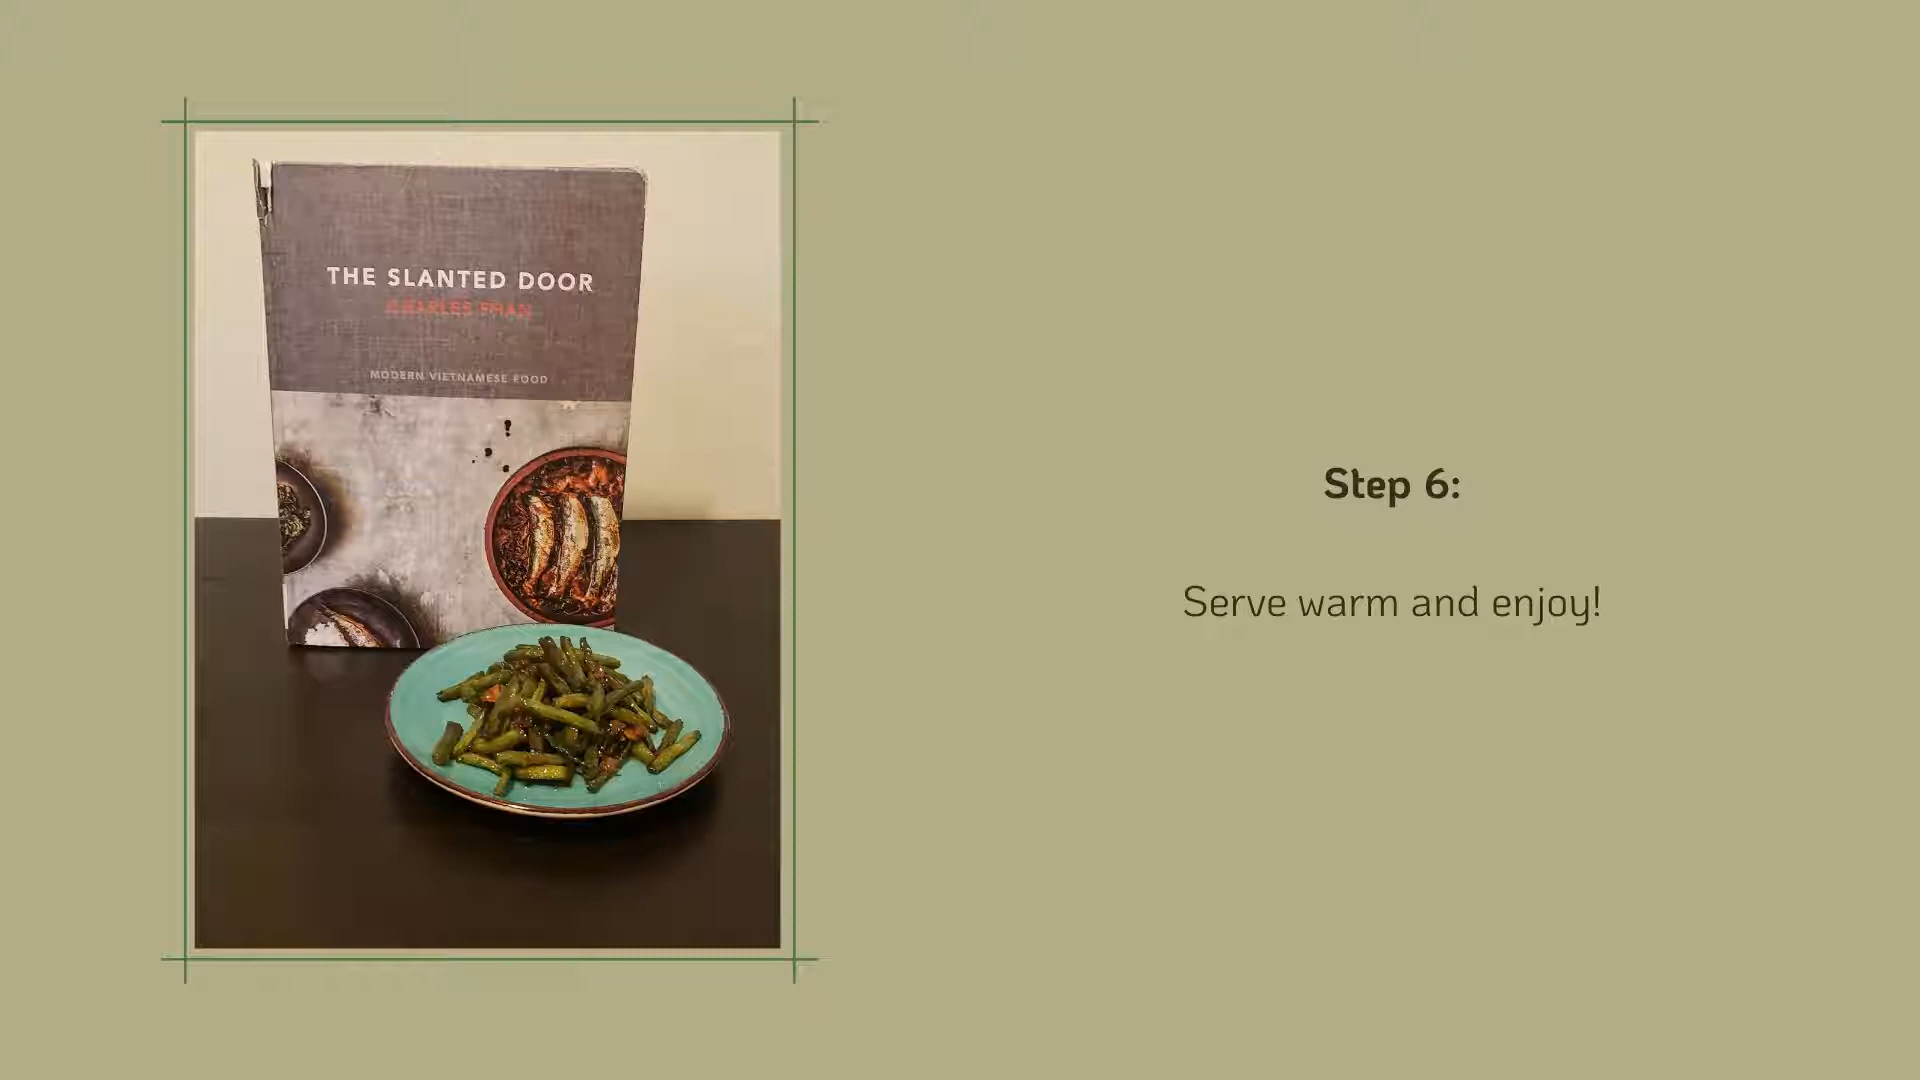 THE SLANTED DOOR
CHARLES PHAN
MODERN VIETNAMESE FOOD
Step 6:
Serve warm and enjoy!